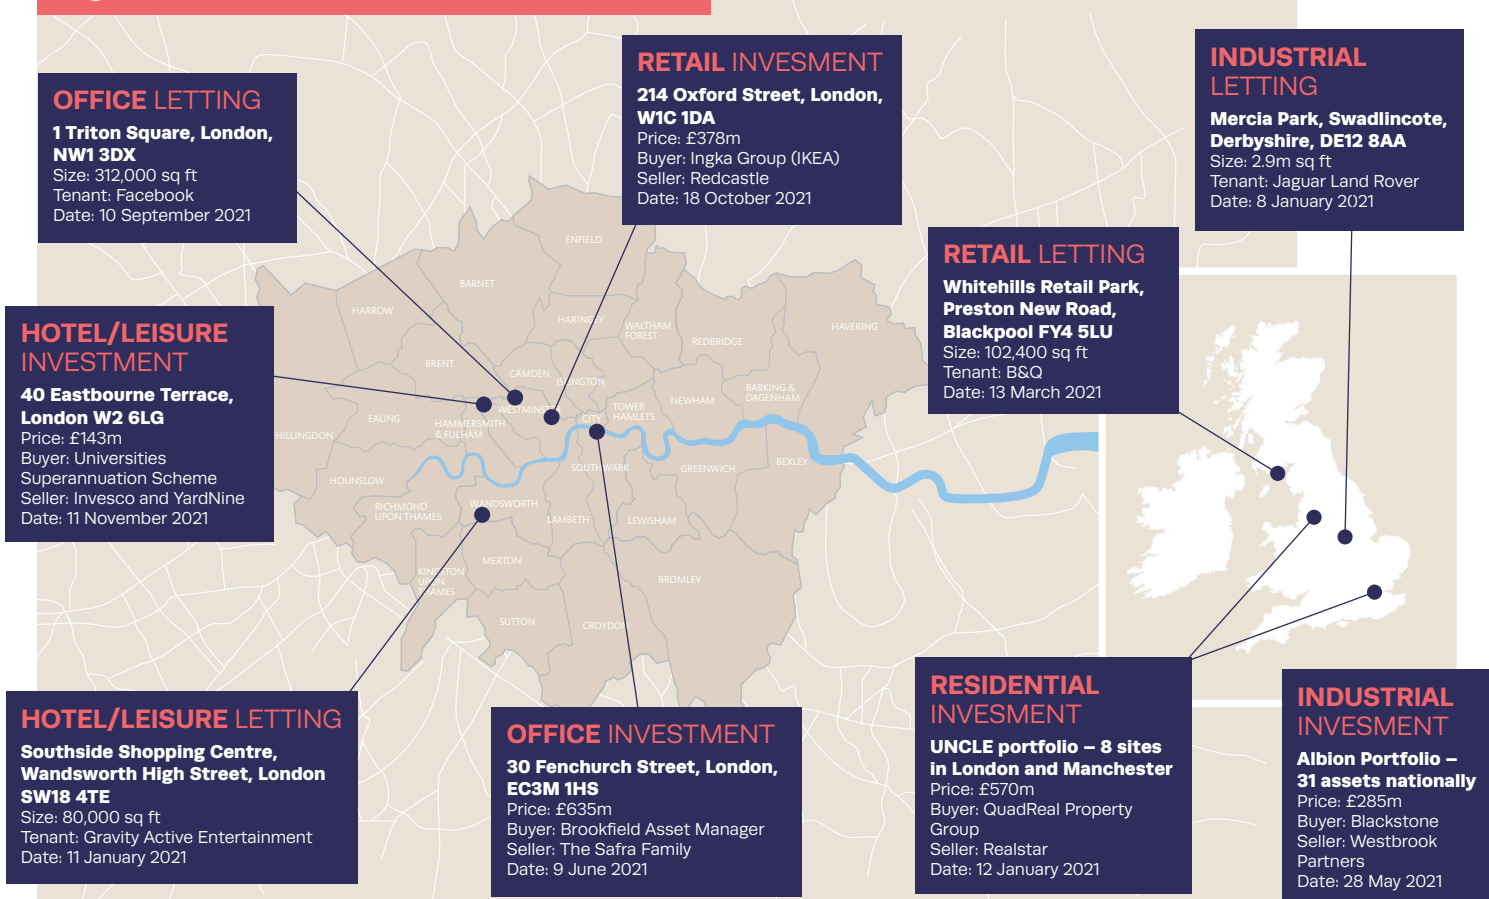 OFFICE LETTING
1 Triton Square, London,
NW1 3DX
Size: 312,000 sq ft
Tenant: Facebook
Date: 10 September 2021
RETAIL INVESMENT
214 Oxford Street, London,
W1C 1DA
Price: £378m
Buyer: Ingka Group (IKEA)
Seller: Redcastle
Date: 18 October 2021
INDUSTRIAL
LETTING
Mercia Park, Swadlincote,
Derbyshire, DE12 8AA
Size: 2.9m sq ft
Tenant: Jaguar Land Rover
Date: 8 January 2021
RETAIL LETTING
Whitehills Retail Park,
Preston New Road,
Blackpool FY4 5LU
Size: 102,400 sq ft
Tenant: B&Q
Date: 13 March 2021
HOTEL/LEISURE
INVESTMENT
40 Eastbourne Terrace,
London W2 6LG
Price: £143m
Buyer: Universities
Superannuation Scheme
Seller: Invesco and YardNine
Date: 11 November 2021
ENFIELD
BARNET
HARROW
HARINGEY
WALTHAM
FOREST
REDBRIDGE
HAVERING
BRENT
CAMDEN
ISLINGTON
BARKING &
DAGENHAM
NEWHAM
TOWER
HAMLETS
CITY
WESTMINSTER
EALING
HAMMERSMITH
& FULHAM
HILLINGDON
SOUTHWARK
GREENWICH
BEXLEY
HOUNSLOW
RICHMOND
UPON THAMES
WANDSWORTH
LAMBETH
LEWISHAM
MERTON
KINGSTON
UPON
THAMES
BROMLEY
SUTTON
CROYDON
HOTEL/LEISURE LETTING
Southside Shopping Centre,
Wandsworth High Street, London
SW18 4TE
Size: 80,000 sq ft
Tenant: Gravity Active Entertainment
Date: 11 January 2021
OFFICE INVESTMENT
30 Fenchurch Street, London,
EC3M 1HS
Price: £635m
Buyer: Brookfield Asset Manager
Seller: The Safra Family
Date: 9 June 2021
RESIDENTIAL
INVESMENT
UNCLE portfolio – 8 sites
in London and Manchester
Price: £570m
Buyer: QuadReal Property
Group
Seller: Realstar
Date: 12 January 2021
INDUSTRIAL
INVESMENT
Albion Portfolio –
31 assets nationally
Price: £285m
Buyer: Blackstone
Seller: Westbrook
Partners
Date: 28 May 2021